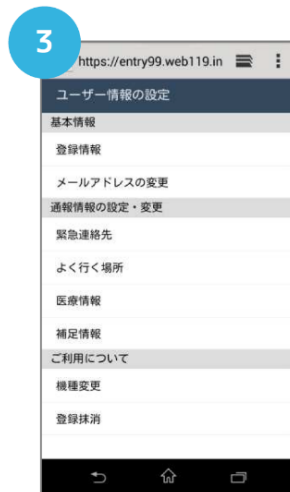 3
https://entry99.web119.in
ユーザー情報の設定
基本情報
登録情報
メールアドレスの変更
通報情報の設定・変更
緊急連絡先
よく行く場所
医療情報
補足情報
ご利用について
機種変更
登録抹消